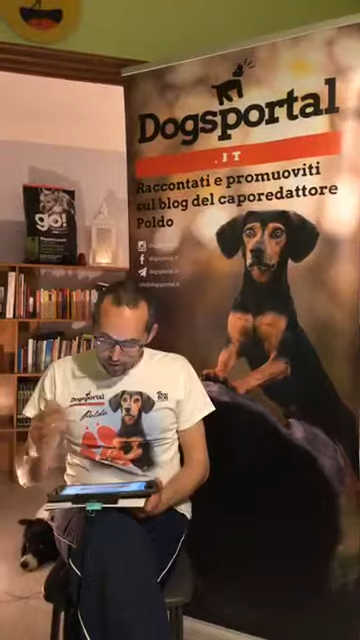 Dogsportal
.IT
Raccontati e promuoviti
sul blog del caporedattore
Poldo
go!
Dogsportal
Poldo